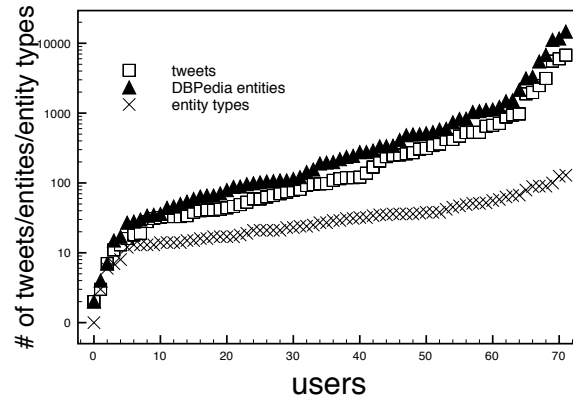 # of tweets/entites/entity types
10000
1000
100
10
0
tweets
DBPedia entities
entity types
0 10 20 30 40 50 60 70
users